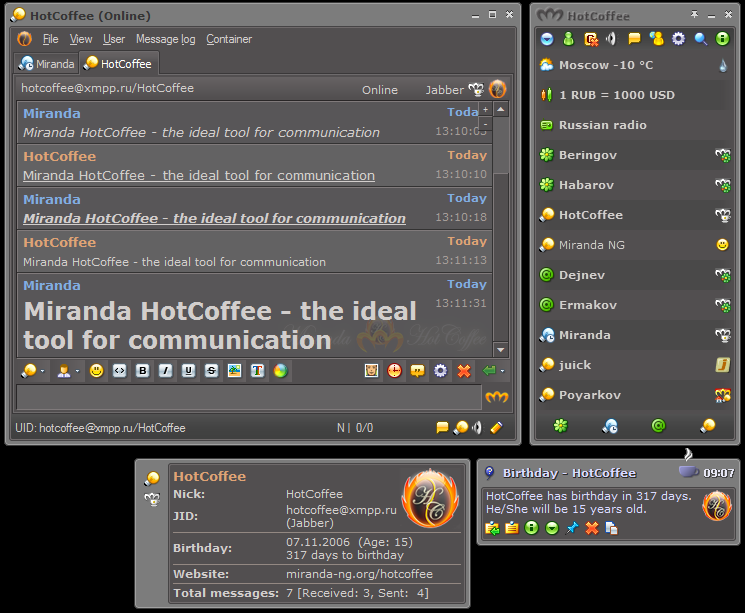 HotCoffee (Online)
File View User Message log Container
Miranda HotCoffee
hotcoffee@xmpp.ru/HotCoffee Online Jabber
Miranda
Miranda HotCoffee - the ideal tool for communication
HotCoffee Today
Miranda HotCoffee - the ideal tool for communication 13:10:10
Miranda Today
Miranda HotCoffee - the ideal tool for communication 13:10:18
HotCoffee Today
Miranda HotCoffee - the ideal tool for communication 13:11:13
Miranda Today
Miranda HotCoffee - the ideal 13:11:31
tool for communication
HotCoffee
UID: hotcoffee@xmpp.ru/HotCoffee N | 0/0
HotCoffee
Moscow -10 °C
1 RUB = 1000 USD
Russian radio
Beringov
Habarov
HotCoffee
Miranda NG
Dejnev
Ermakov
Miranda
juick
Poyarkov
HotCoffee
Nick: HotCoffee
JID: hotcoffee@xmpp.ru
(Jabber)
Birthday: 07.11.2006 (Age: 15)
317 days to birthday
Website: miranda-ng.org/hotcoffee
Total messages: 7 [Received: 3, Sent: 4]
Birthday - HotCoffee 09:07
HotCoffee has birthday in 317 days.
He/She will be 15 years old.